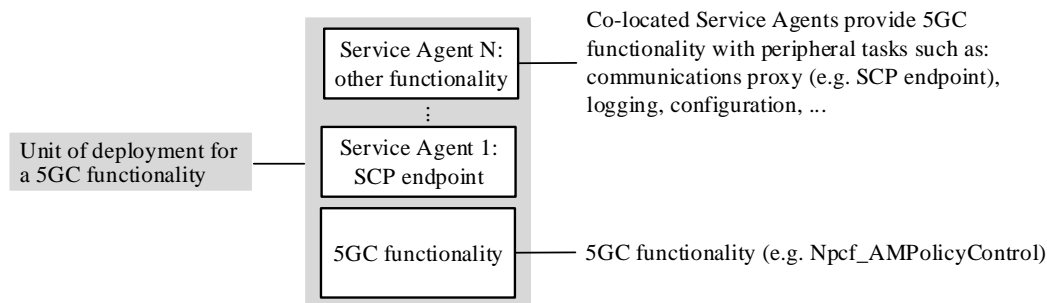 Service Agent N:
other functionality
Co-located Service Agents provide 5GC
functionality with peripheral tasks such as:
communications proxy (e.g. SCP endpoint),
logging, configuration, ...
...
Unit of deployment for
a 5GC functionality
Service Agent 1:
SCP endpoint
5GC functionality
5GC functionality (e.g. Npcf_AMPolicyControl)